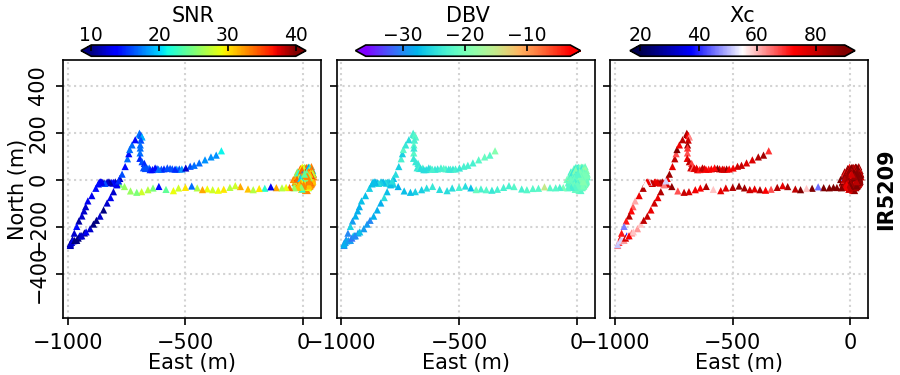 SNR DBV Xc
10 20 30 40 −30 −20 −10 20 40 60 80
400
200
0
−200
−400
North (m)
IR5209
−1000 −500 0 −1000 −500 0 −1000 −500 0
East (m) East (m) East (m)